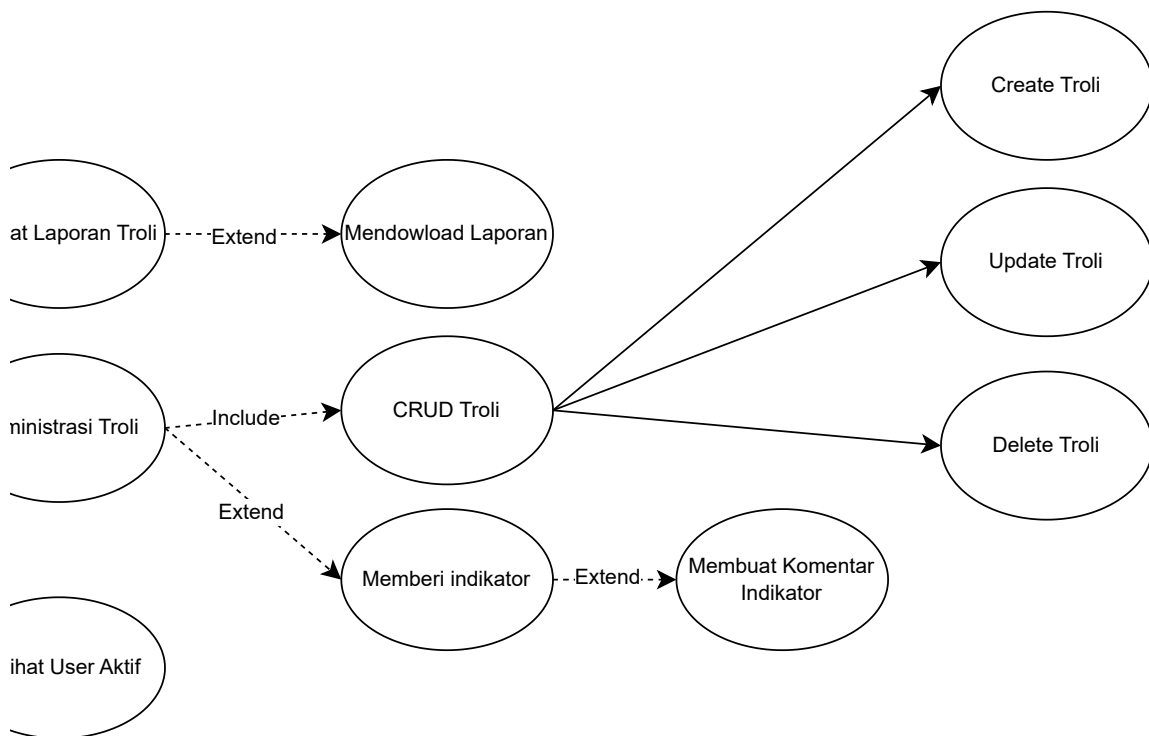 Create Troli
at Laporan Troli
Extend
Mendowload Laporan
Update Troli
ministrasi Troli
Include
CRUD Troli
Delete Troli
Extend
Memberi indikator
Extend
Membuat Komentar
Indikator
ihat User Aktif